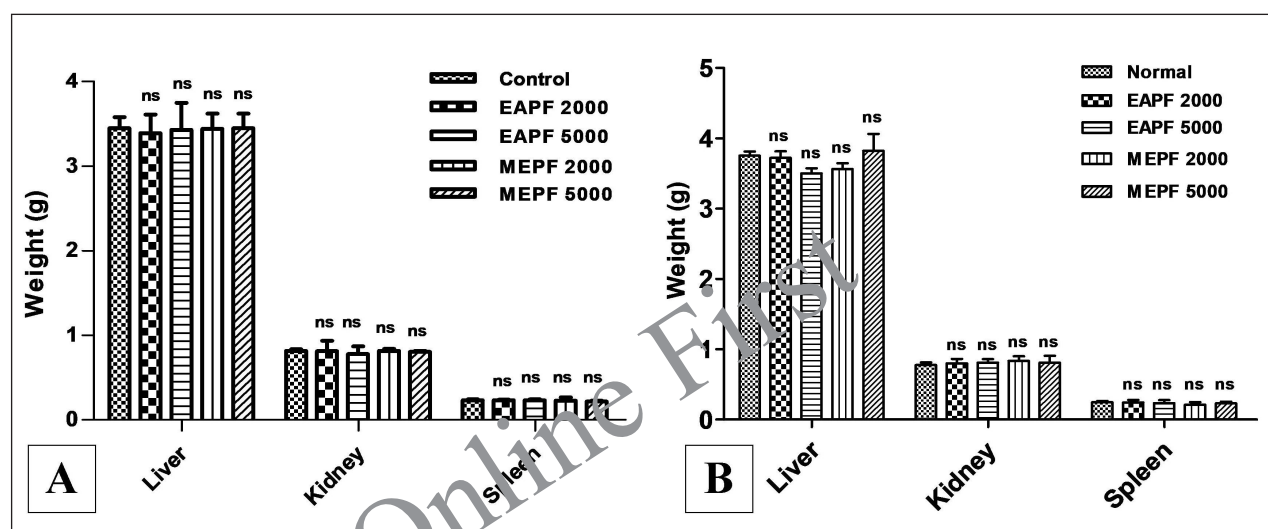 4
3
2
1
0
Weight (g)
ns ns ns ns
ns ns ns ns
ns ns ns ns
Control
EAPF 2000
EAPF 5000
MEPF 2000
MEPF 5000
Liver
Kidney
Spleen
A
5
4
3
2
1
0
Weight (g)
ns ns ns ns
ns ns ns ns
ns ns ns ns
Normal
EAPF 2000
EAPF 5000
MEPF 2000
MEPF 5000
Liver
Kidney
Spleen
B
Online First